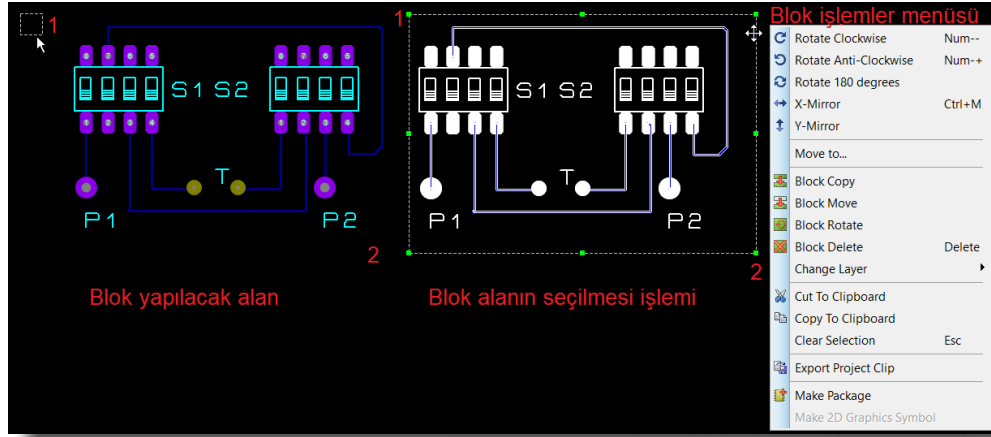 1
S1 S2
T
P1
P2
2
Blok yapılacak alan
1
S1 S2
T
P1
P2
2
Blok alanın seçilmesi işlemi
Blok işlemler menüsü
Rotate Clockwise Num--
Rotate Anti-Clockwise Num-+
Rotate 180 degrees
X-Mirror Ctrl+M
Y-Mirror
Move to...
Block Copy
Block Move
Block Rotate
Block Delete Delete
Change Layer
Cut To Clipboard
Copy To Clipboard
Clear Selection Esc
Export Project Clip
Make Package
Make 2D Graphics Symbol